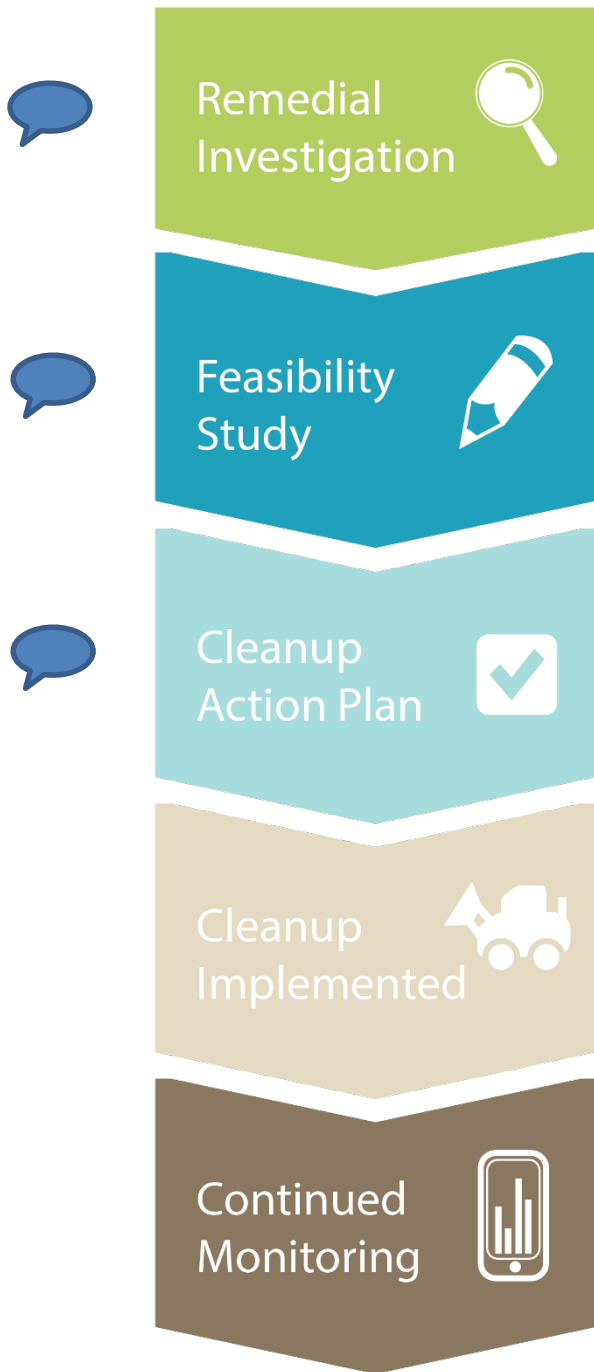 Remedial
Investigation
Feasibility
Study
Cleanup
Action Plan
Cleanup
Implemented
Continued
Monitoring